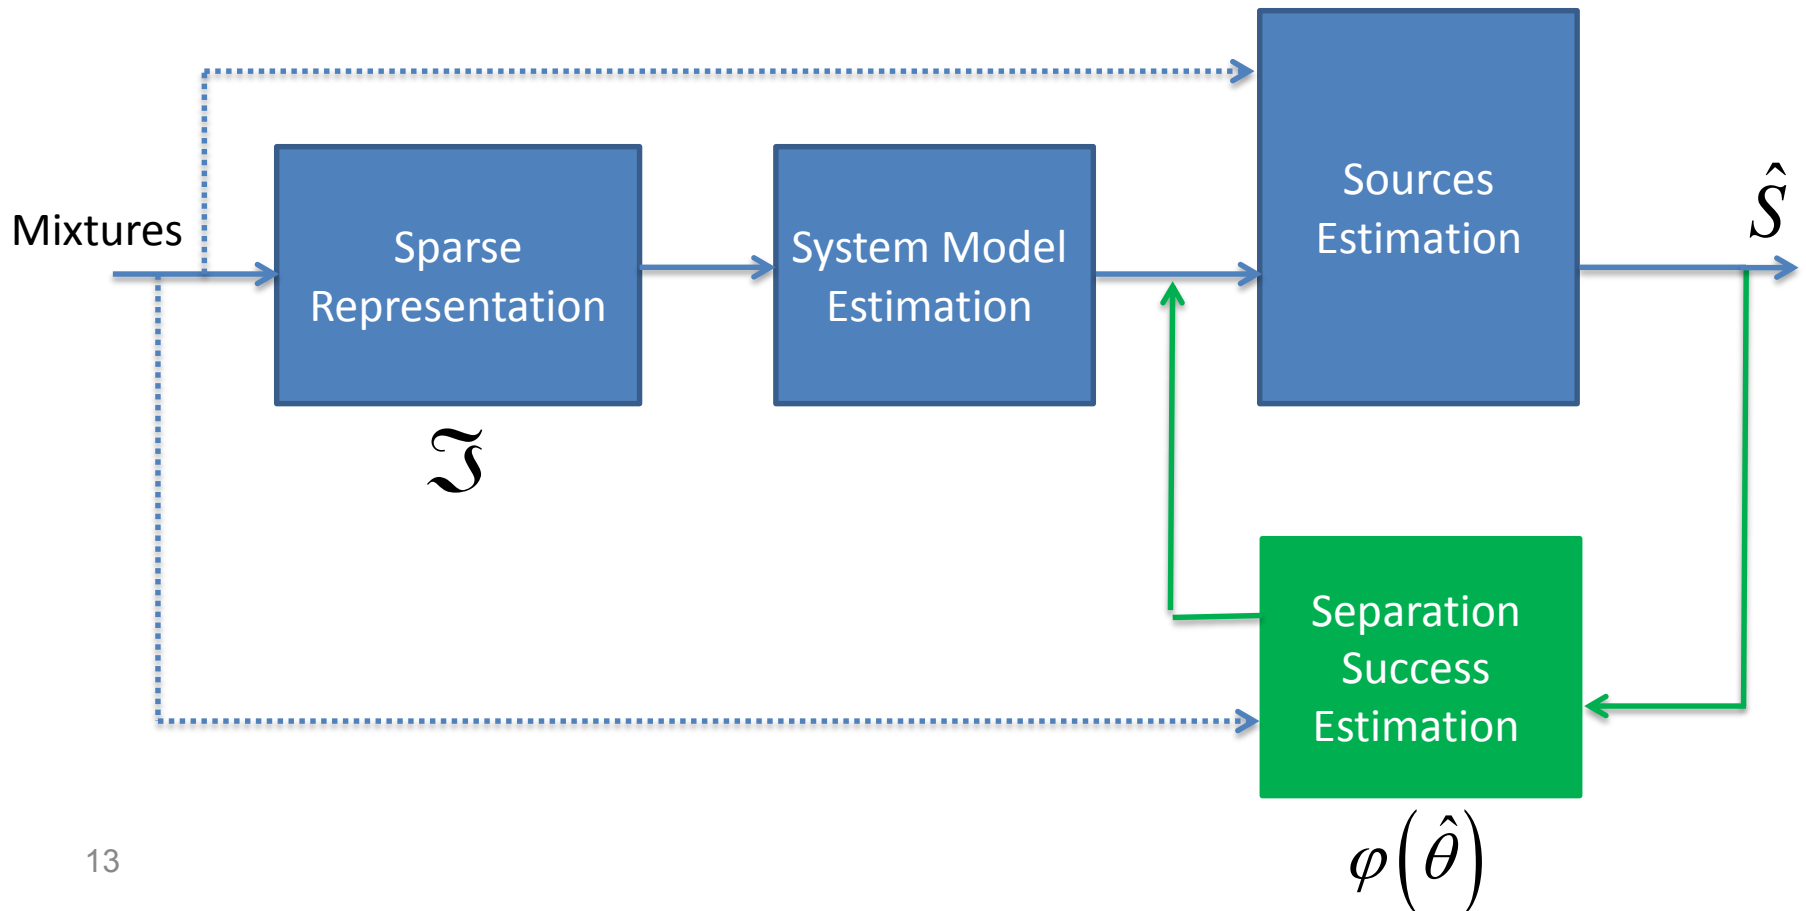 Mixtures
Sparse
Representation
ℑ
System Model
Estimation
Sources
Estimation
Ŝ
Separation
Success
Estimation
φ(θ̂)
13